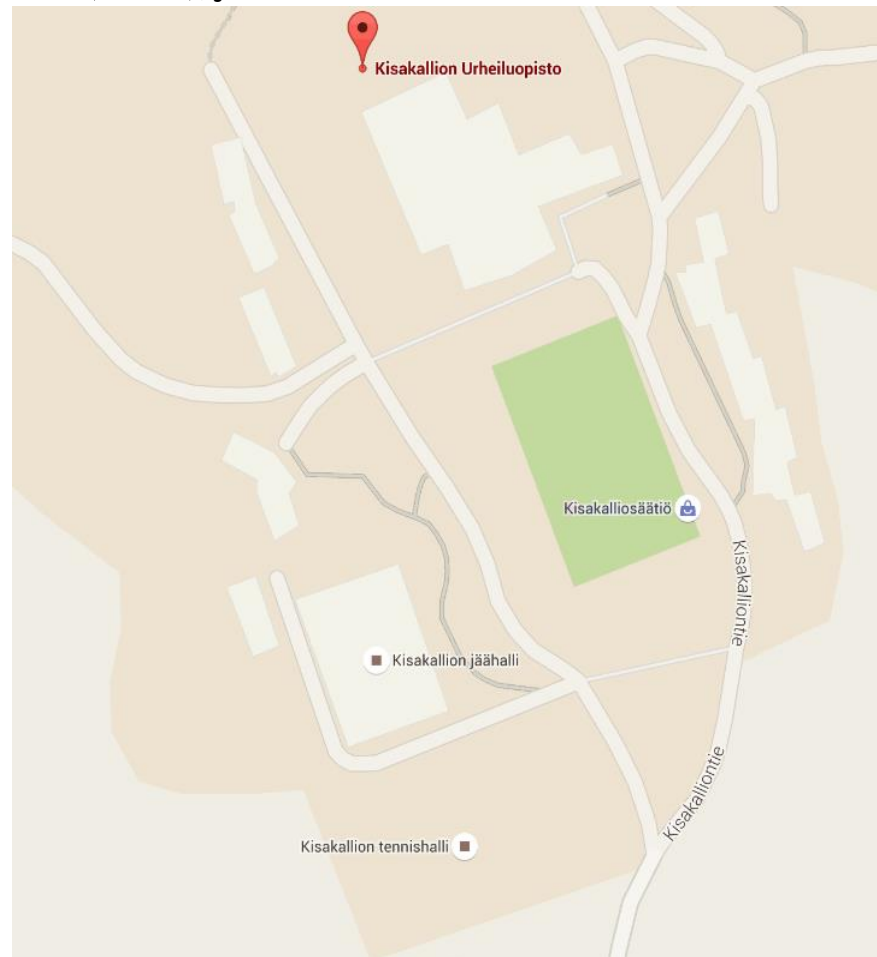 Kisakallion Urheiluopisto
Kisakalliosäätiö
Kisakalliontie
Kisakallion jäähalli
Kisakalliontie
Kisakallion tennishalli